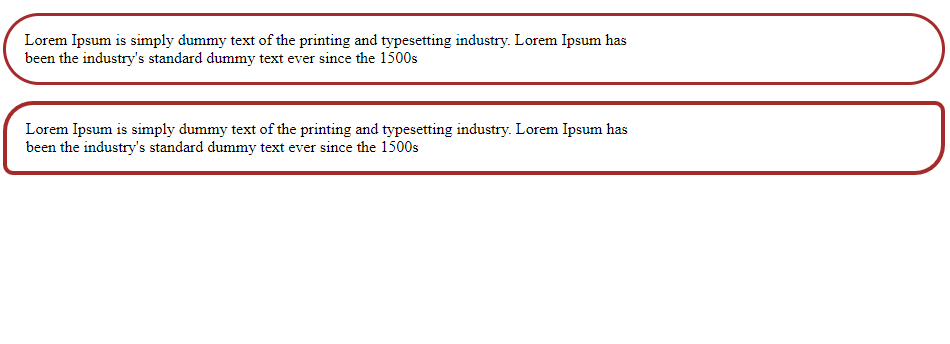 Lorem Ipsum is simply dummy text of the printing and typesetting industry. Lorem Ipsum has
been the industry's standard dummy text ever since the 1500s
Lorem Ipsum is simply dummy text of the printing and typesetting industry. Lorem Ipsum has
been the industry's standard dummy text ever since the 1500s